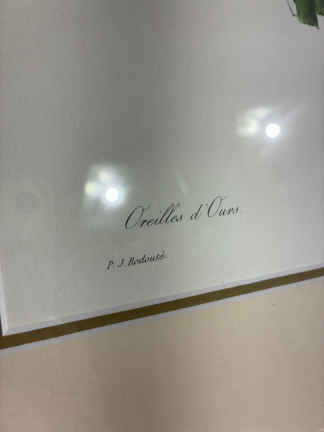 Oreilles d'Ours.
P. J. Redouté.